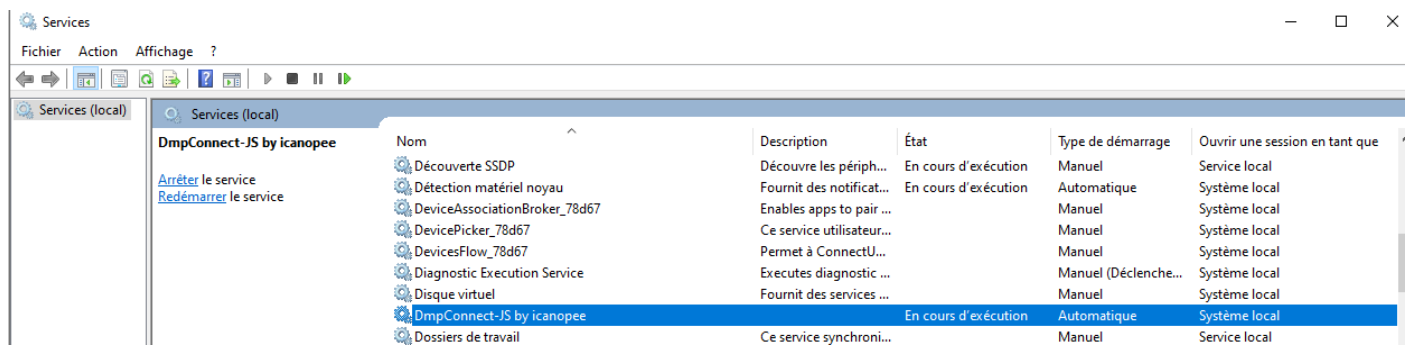 Services
Fichier Action Affichage ?
Services (local)
Services (local)
DmpConnect-JS by icanopee
Arrêter le service
Redémarrer le service
Nom Description État Type de démarrage Ouvrir une session en tant que
Découverte SSDP Découvre les périph... En cours d'exécution Manuel Service local
Détection matériel noyau Fournit des notificat... En cours d'exécution Automatique Système local
DeviceAssociationBroker_78d67 Enables apps to pair ... Manuel Système local
DevicePicker_78d67 Ce service utilisateur... Manuel Système local
DevicesFlow_78d67 Permet à ConnectU... Manuel Système local
Diagnostic Execution Service Executes diagnostic ... Manuel (Déclenche... Système local
Disque virtuel Fournit des services ... Manuel Système local
DmpConnect-JS by icanopee En cours d'exécution Automatique Système local
Dossiers de travail Ce service synchroni... Manuel Service local